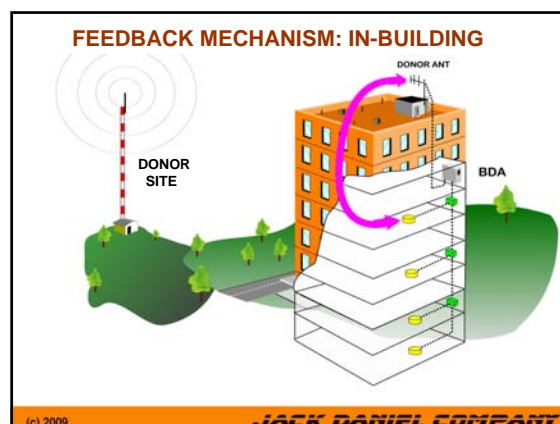 FEEDBACK MECHANISM: IN-BUILDING
DONOR ANT
DONOR
SITE
BDA
(c) 2009
JACK DANIEL COMPANY